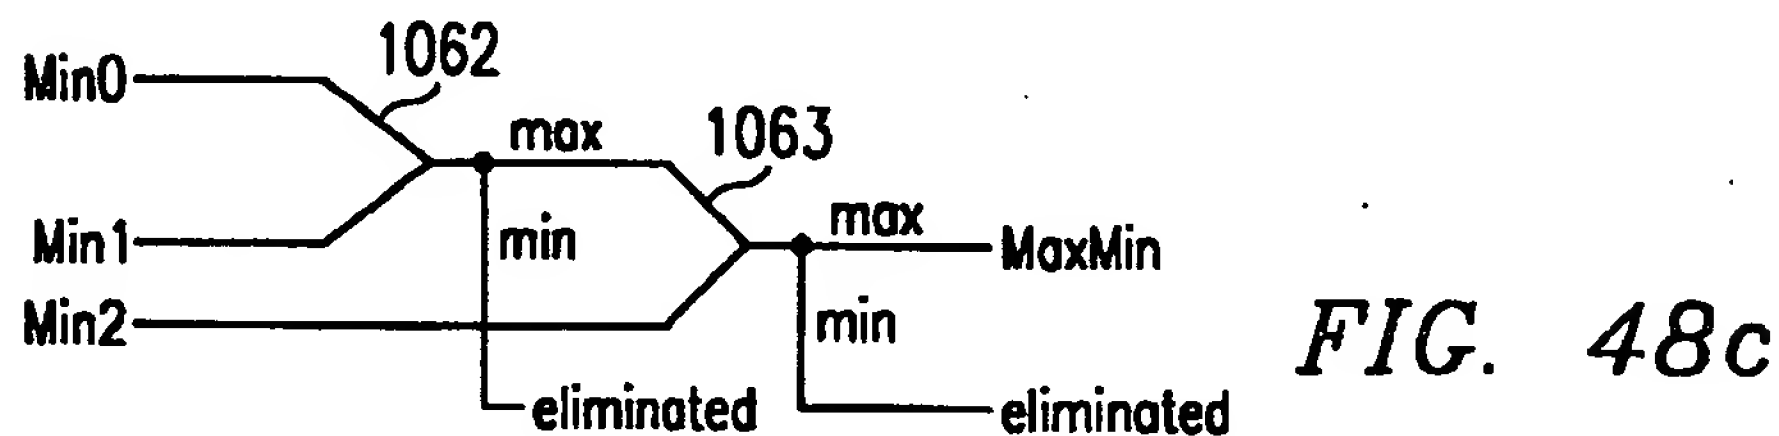 1062
Min0
max
1063
Min1
min
max
MaxMin
Min2
min
FIG. 48c
eliminated
eliminated